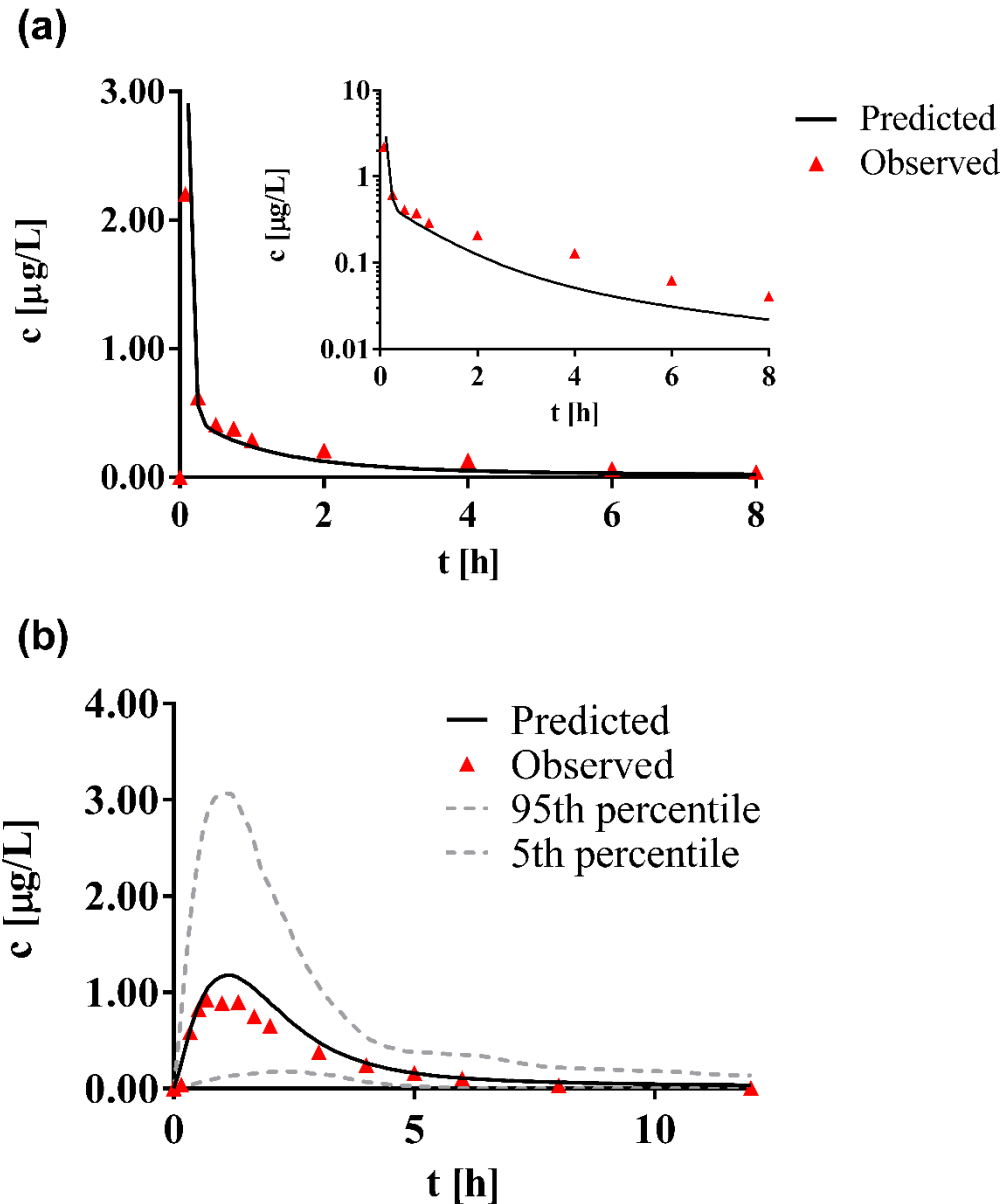 (a)
3.00
2.00
1.00
0.00
c [µg/L]
0 2 4 6 8
t [h]
10
1
0.1
0.01
c [µg/L]
0 2 4 6 8
t [h]
Predicted
Observed
(b)
4.00
3.00
2.00
1.00
0.00
c [µg/L]
0 5 10
t [h]
Predicted
Observed
95th percentile
5th percentile